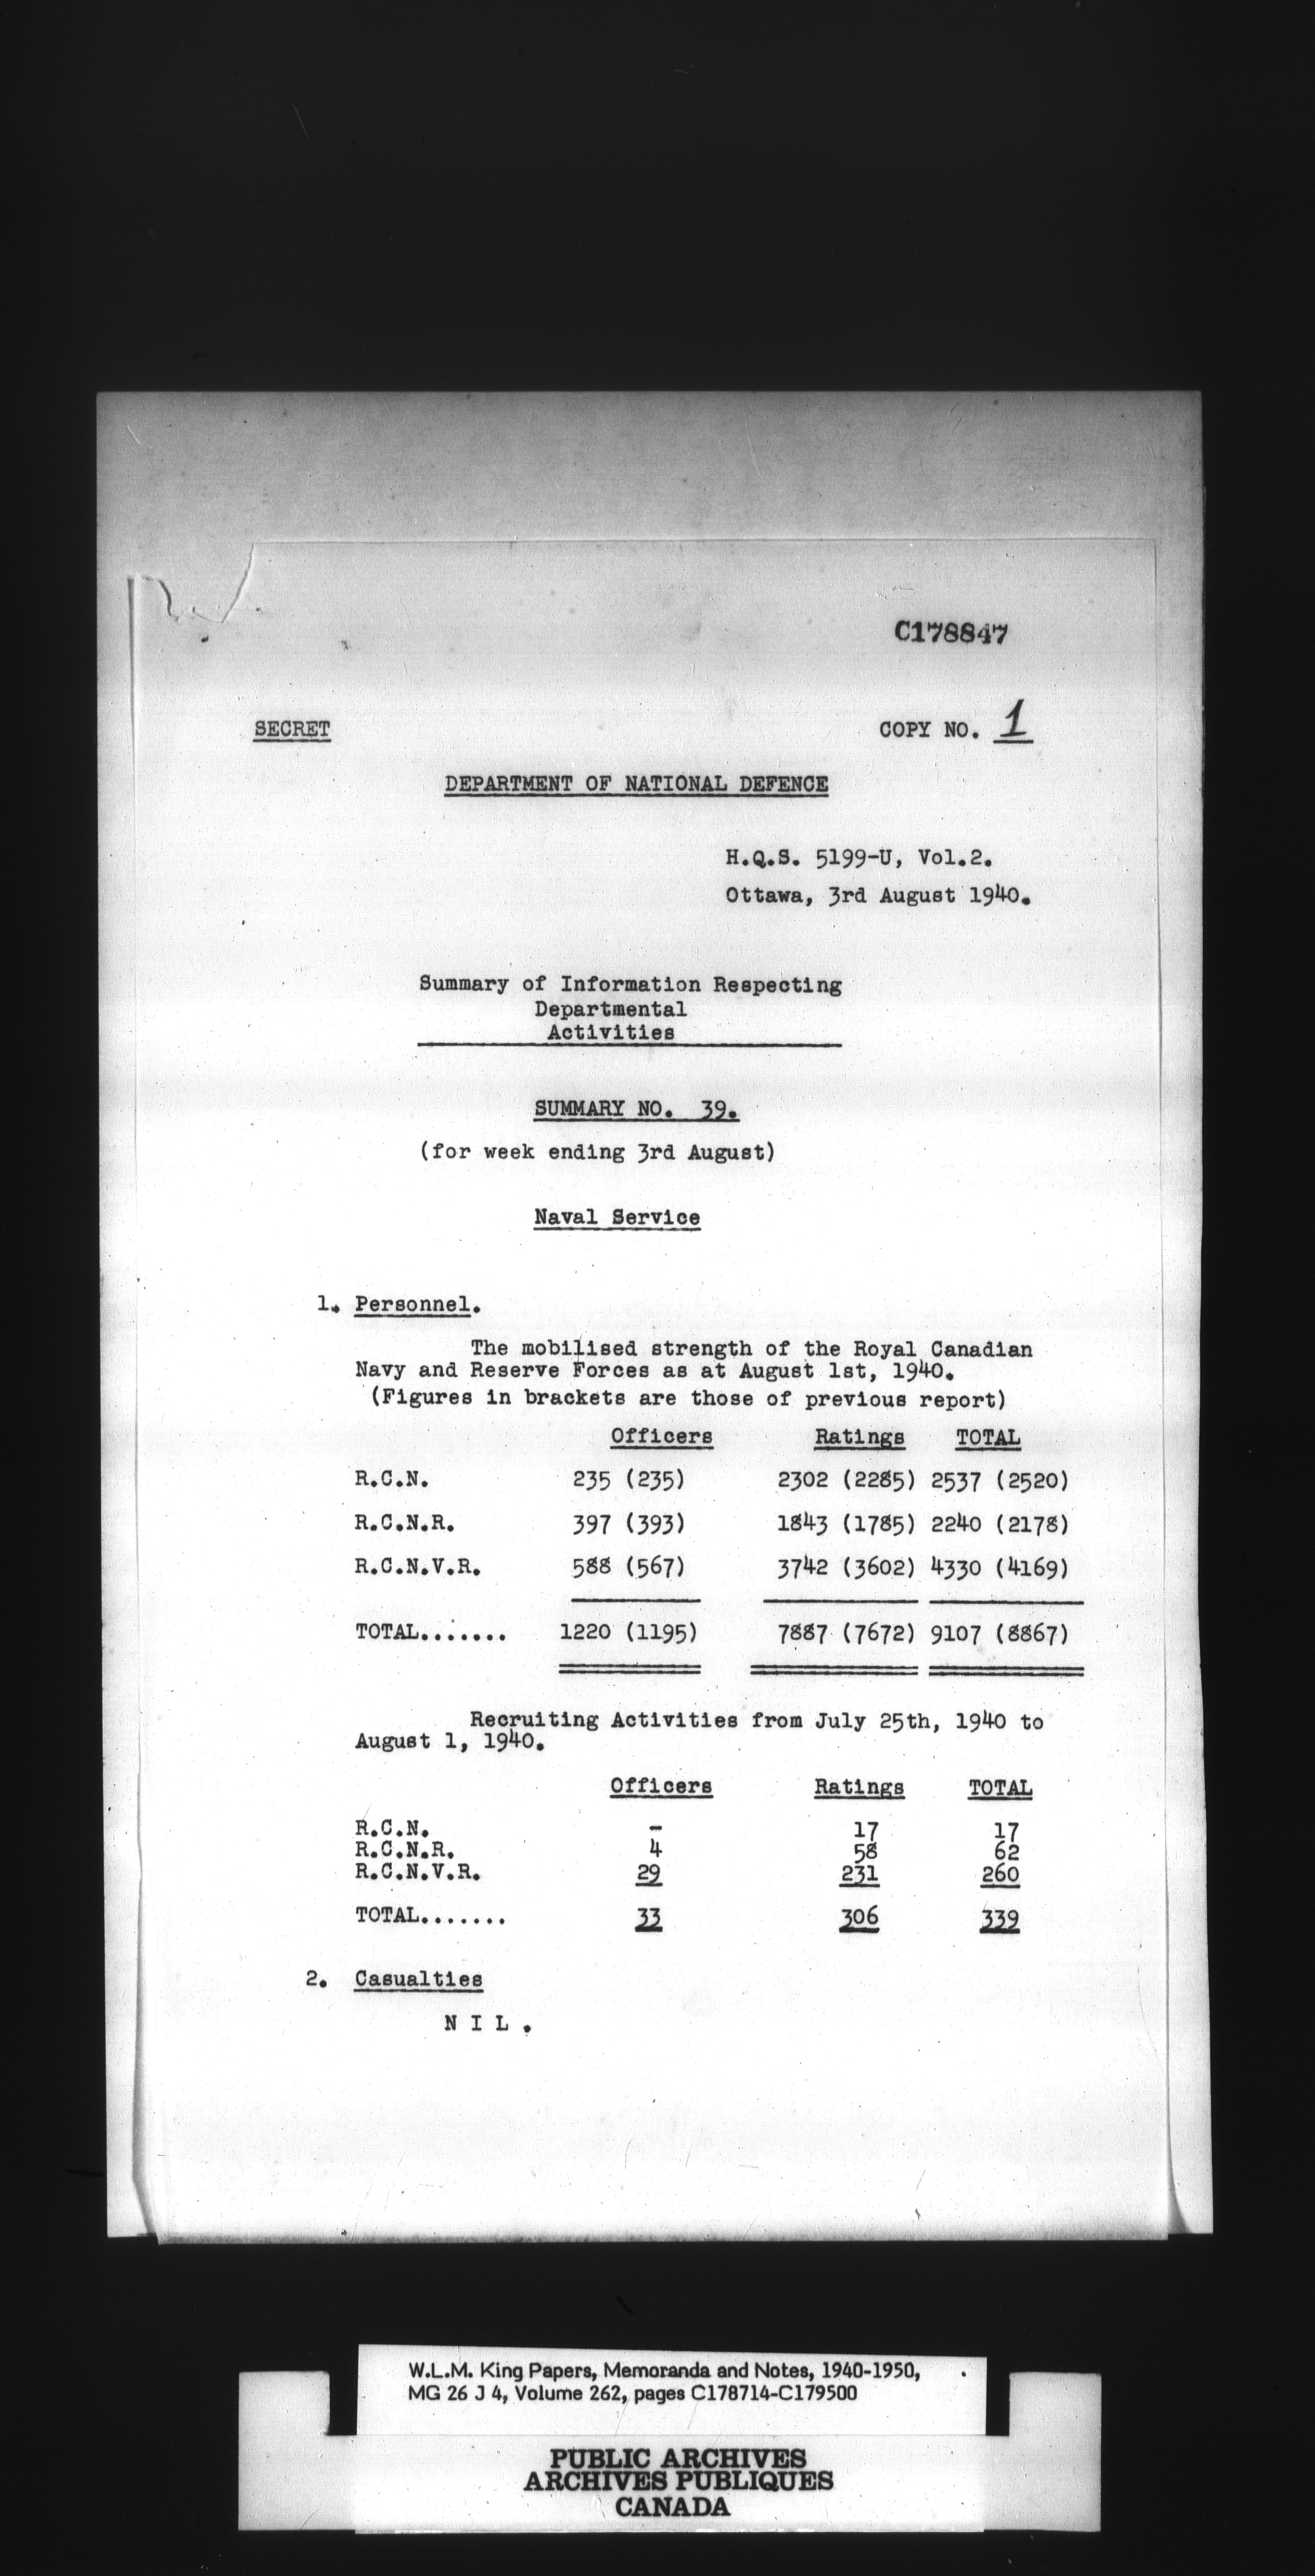 C178847
SECRET COPY NO. 1
DEPARTMENT OF NATIONAL DEFENCE
H.Q.S. 5199-U, Vol.2.
Ottawa, 3rd August 1940.
Summary of Information Respecting
Departmental
Activities
SUMMARY NO. 39.
(for week ending 3rd August)
Naval Service
1. Personnel.
The mobilised strength of the Royal Canadian
Navy and Reserve Forces as at August 1st, 1940.
(Figures in brackets are those of previous report)
Officers Ratings TOTAL
R.C.N. 235 (235) 2302 (2285) 2537 (2520)
R.C.N.R. 397 (393) 1843 (1785) 2240 (2178)
R.C.N.V.R. 588 (567) 3742 (3602) 4330 (4169)
TOTAL....... 1220 (1195) 7887 (7672) 9107 (8867)
Recruiting Activities from July 25th, 1940 to
August 1, 1940.
Officers Ratings TOTAL
R.C.N. - 17 17
R.C.N.R. 4 58 62
R.C.N.V.R. 29 231 260
TOTAL....... 33 306 339
2. Casualties
N I L .
W.L.M. King Papers, Memoranda and Notes, 1940-1950,
MG 26 J 4, Volume 262, pages C178714-C179500
PUBLIC ARCHIVES
ARCHIVES PUBLIQUES
CANADA